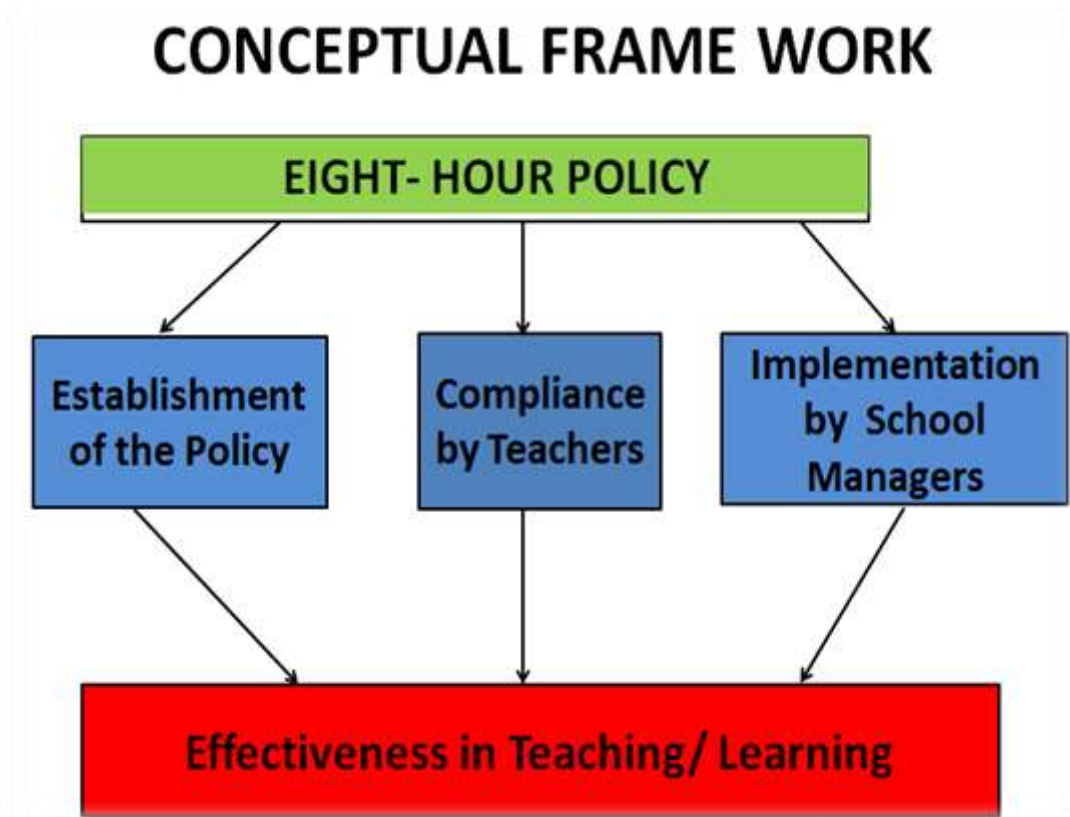 CONCEPTUAL FRAME WORK
EIGHT- HOUR POLICY
Establishment
of the Policy
Compliance
by Teachers
Implementation
by School
Managers
Effectiveness in Teaching/ Learning